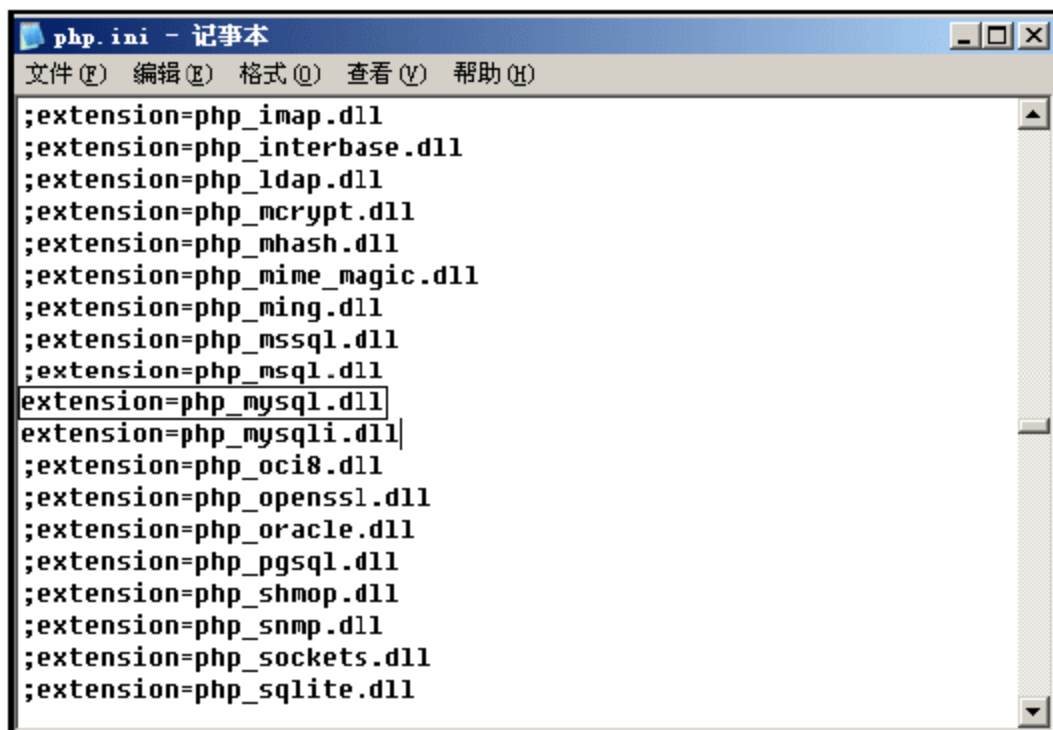 php.ini - 记事本
文件(F) 编辑(E) 格式(O) 查看(V) 帮助(H)
;extension=php_imap.dll
;extension=php_interbase.dll
;extension=php_ldap.dll
;extension=php_mcrypt.dll
;extension=php_mhash.dll
;extension=php_mime_magic.dll
;extension=php_ming.dll
;extension=php_mssql.dll
;extension=php_msql.dll
extension=php_mysql.dll
extension=php_mysqli.dll
;extension=php_oci8.dll
;extension=php_openssl.dll
;extension=php_oracle.dll
;extension=php_pgsql.dll
;extension=php_shmop.dll
;extension=php_snmp.dll
;extension=php_sockets.dll
;extension=php_sqlite.dll